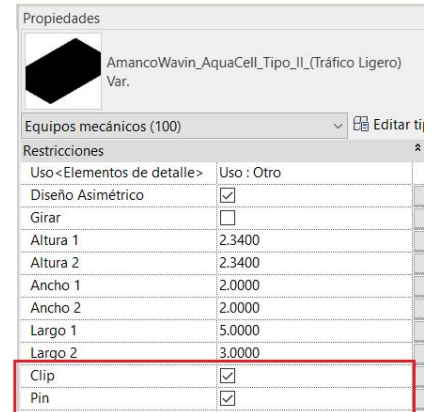 Propiedades
AmancoWavin_AquaCell_Tipo_II_(Tráfico Ligero)
Var.
Equipos mecánicos (100) Editar tip
Restricciones
Uso<Elementos de detalle> Uso : Otro
Diseño Asimétrico
Girar
Altura 1 2.3400
Altura 2 2.3400
Ancho 1 2.0000
Ancho 2 2.0000
Largo 1 5.0000
Largo 2 3.0000
Clip
Pin